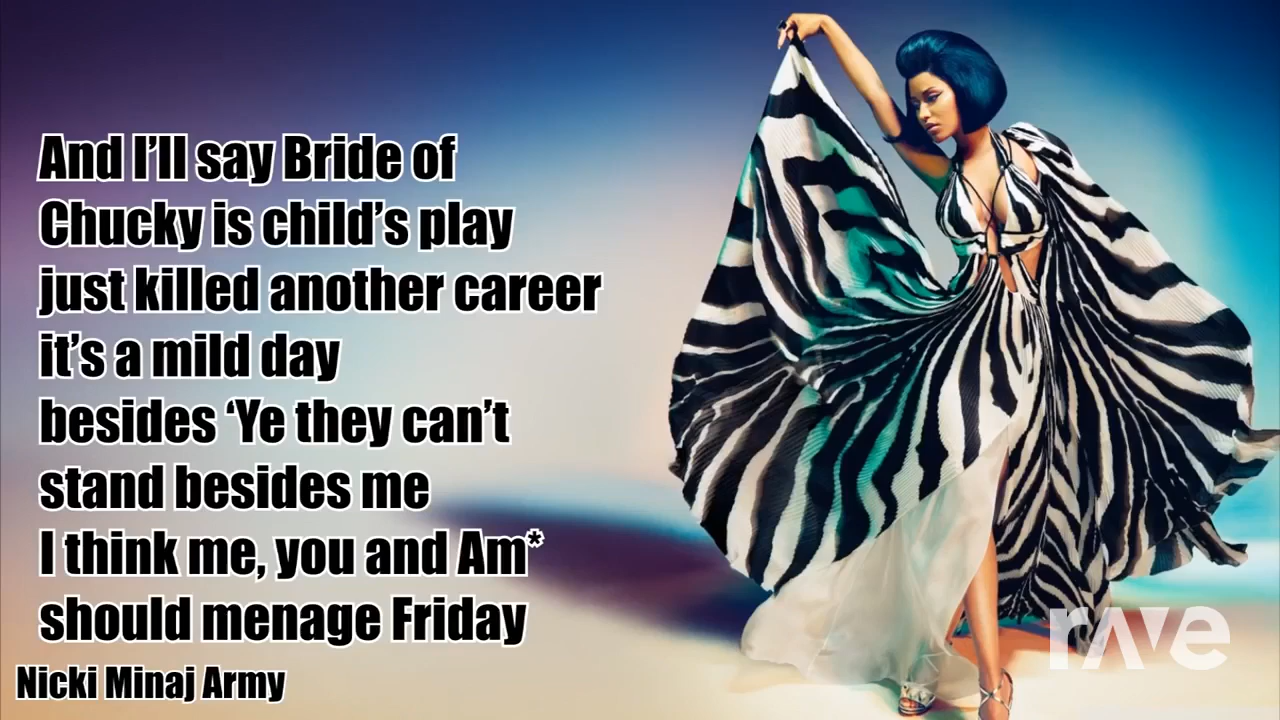 And I’ll say Bride of
Chucky is child’s play
just killed another career
it’s a mild day
besides ‘Ye they can’t
stand besides me
I think me, you and Am*
should menage Friday
Nicki Minaj Army
rave